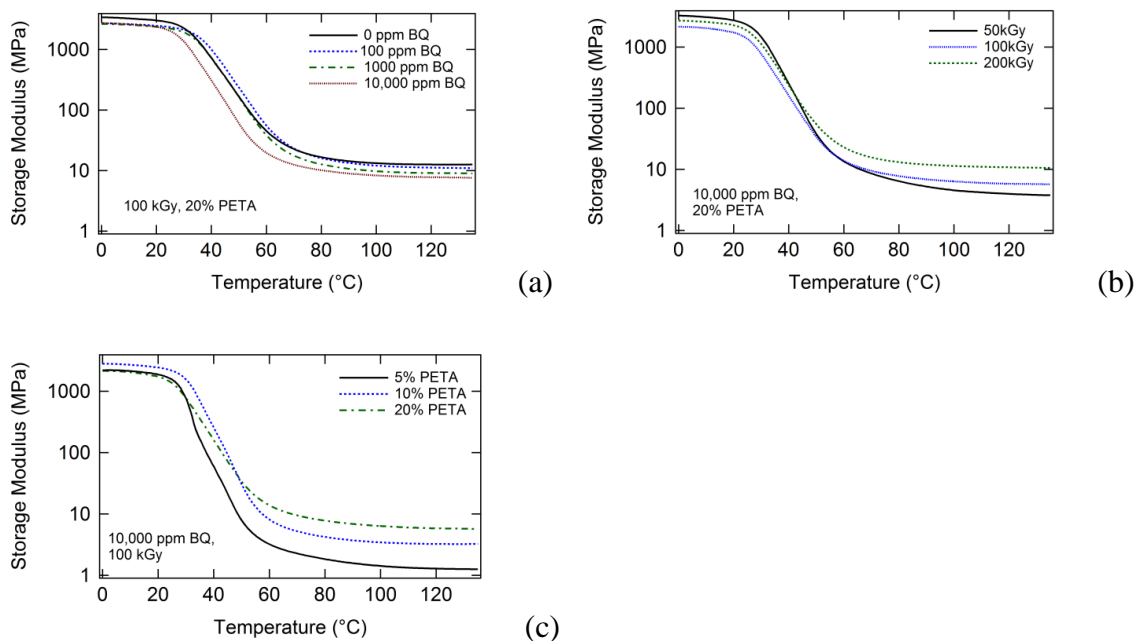 Storage Modulus (MPa)
1000
100
10
1
0 ppm BQ
100 ppm BQ
1000 ppm BQ
10,000 ppm BQ
100 kGy, 20% PETA
0 20 40 60 80 100 120
Temperature (°C)
(a)
Storage Modulus (MPa)
1000
100
10
1
50kGy
100kGy
200kGy
10,000 ppm BQ,
20% PETA
0 20 40 60 80 100 120
Temperature (°C)
(b)
Storage Modulus (MPa)
1000
100
10
1
5% PETA
10% PETA
20% PETA
10,000 ppm BQ,
100 kGy
0 20 40 60 80 100 120
Temperature (°C)
(c)